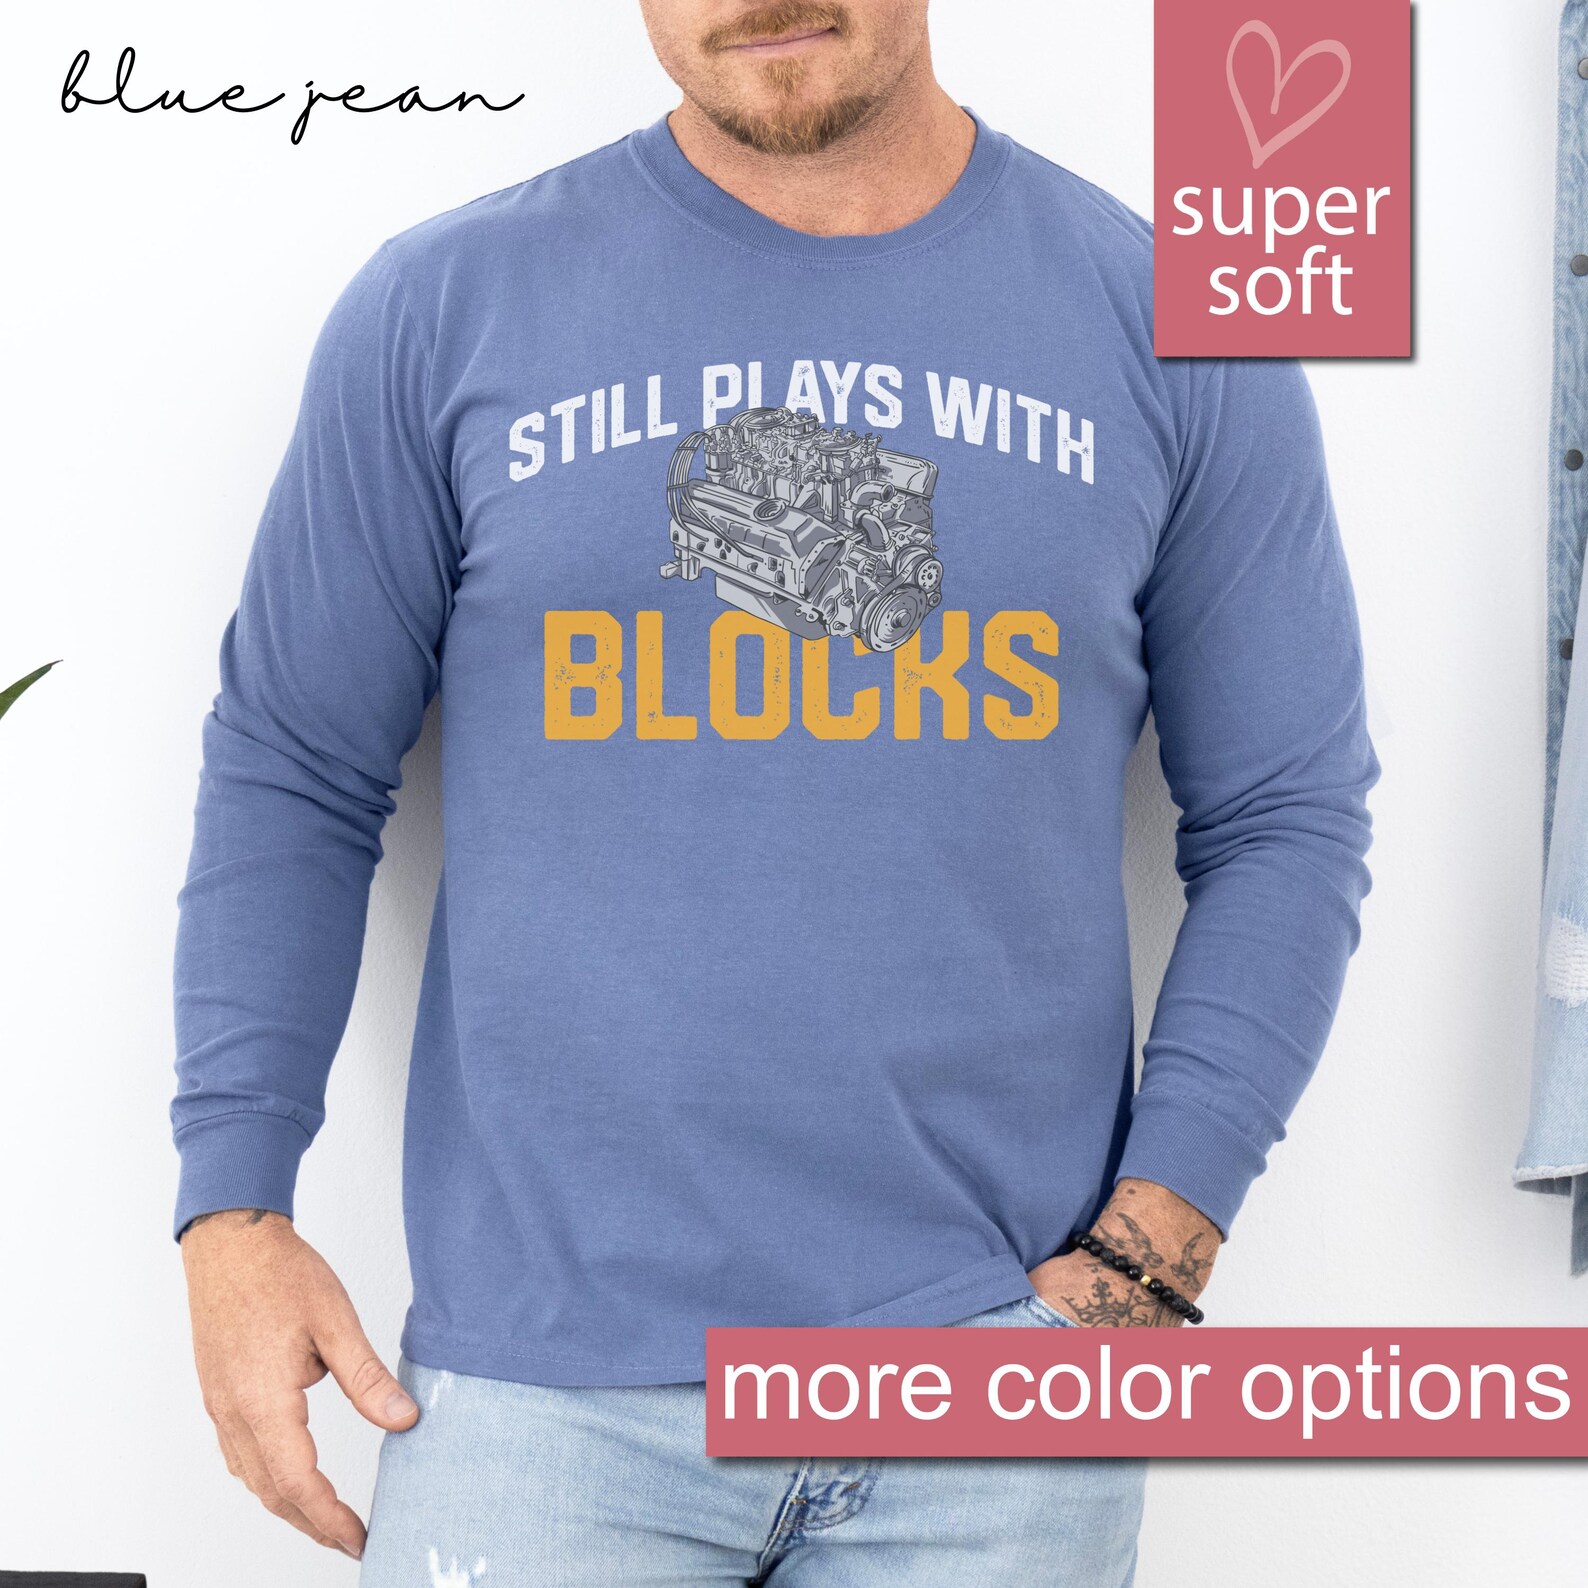 blue jean
super
soft
STILL PLAYS WITH
BLOCKS
more color options